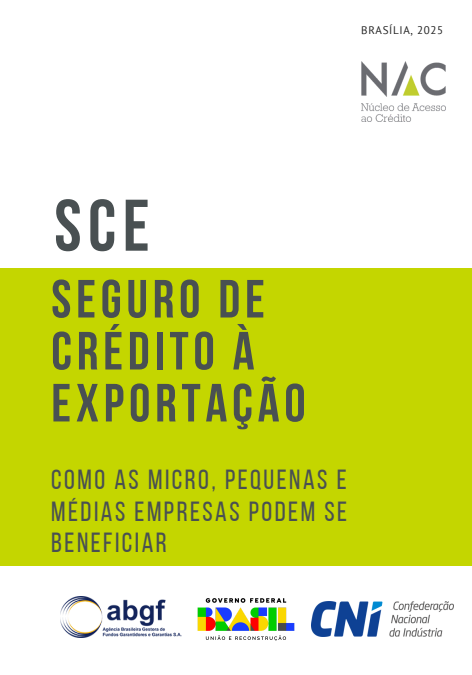 BRASÍLIA, 2025
NAC
Núcleo de Acesso
ao Crédito
SCE
SEGURO DE
CRÉDITO À
EXPORTAÇÃO
COMO AS MICRO, PEQUENAS E
MÉDIAS EMPRESAS PODEM SE
BENEFICIAR
abgf
Agência Brasileira Gestora de
Fundos Garantidores e Garantias S.A.
GOVERNO FEDERAL
BRASIL
UNIÃO E RECONSTRUÇÃO
CNI
Confederação
Nacional
da Indústria